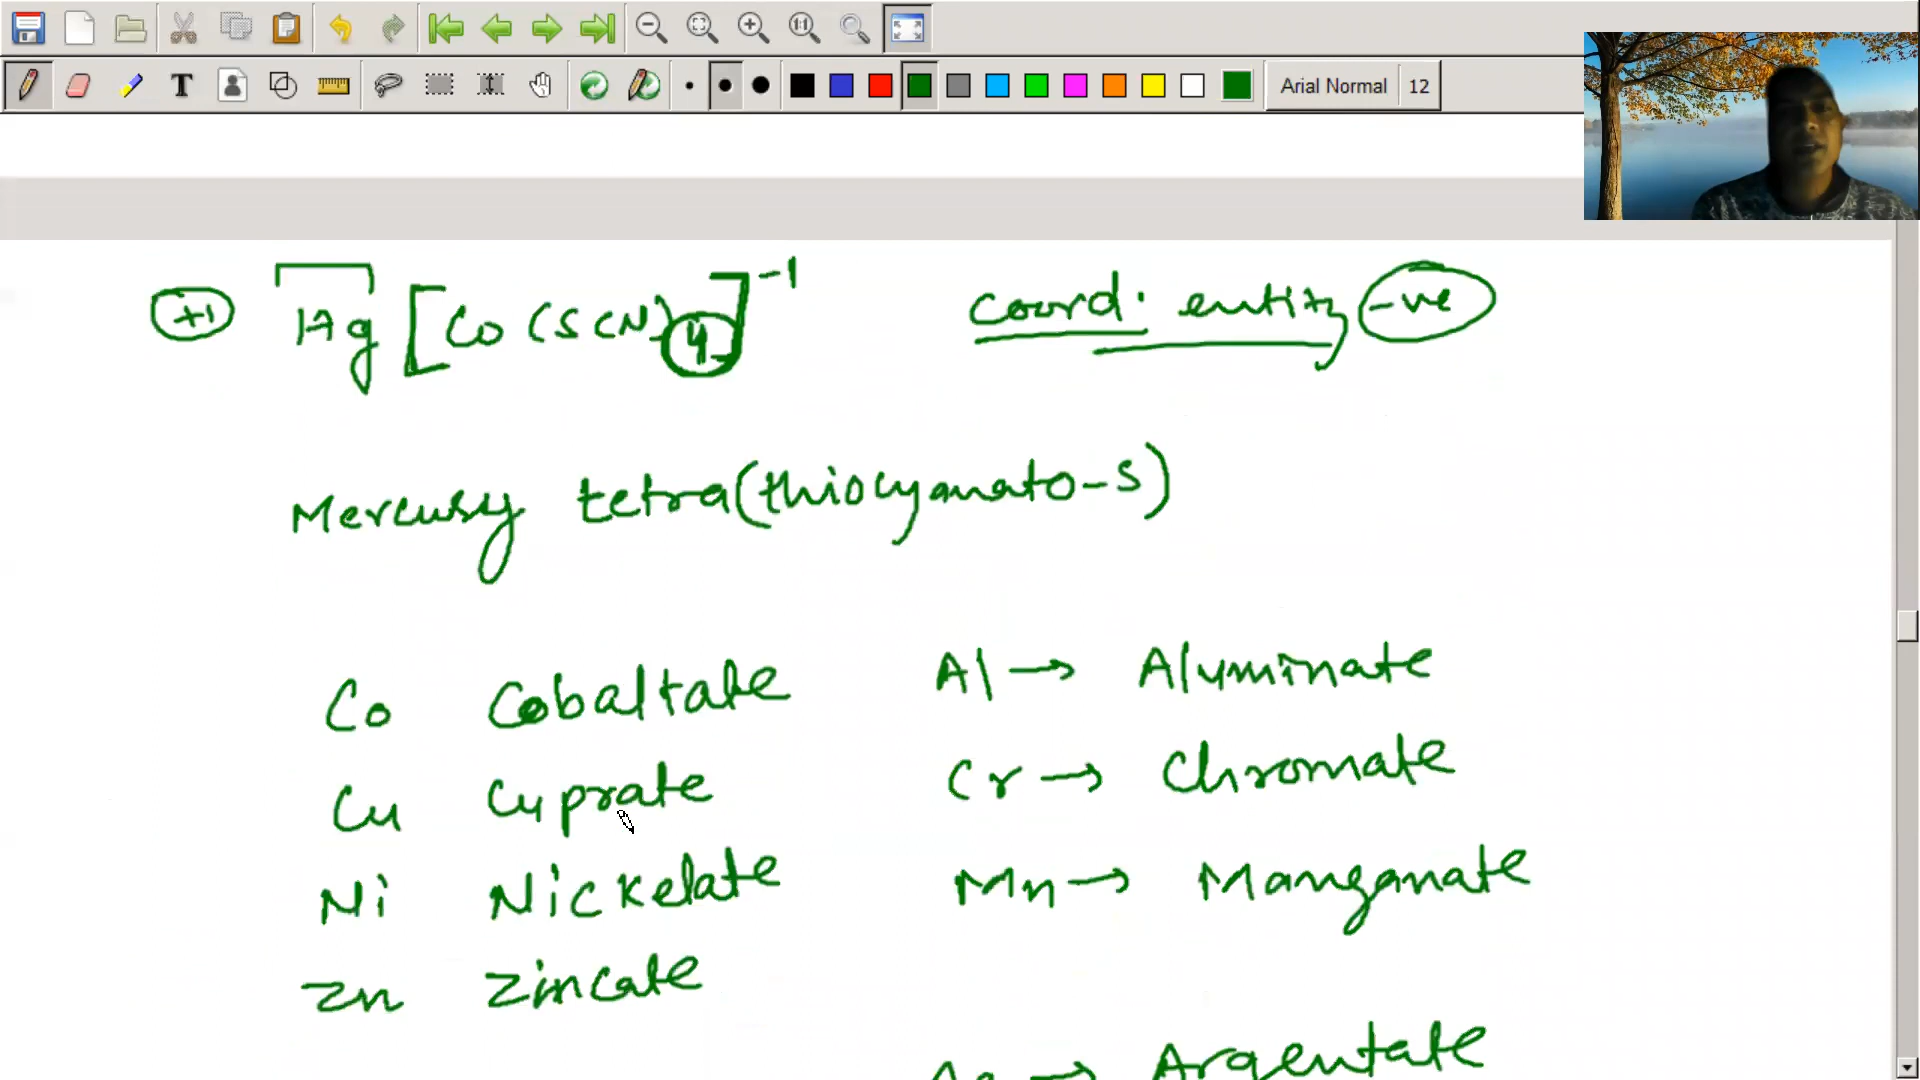 Arial Normal 12
+1 Hg [Co(SCN)4]-1 coord. entity -ve
Mercury tetra(thiocyanato-S)
Co Cobaltate Al → Aluminate
Cu Cuprate Cr → Chromate
Ni Nickelate Mn → Manganate
Zn Zincate
Ag → Argentate